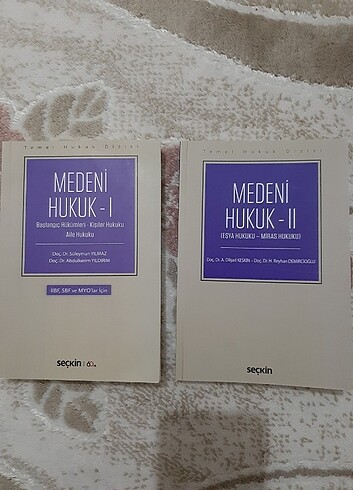 Temel Hukuk Dizisi
MEDENİ
HUKUK - I
Başlangıç Hükümleri - Kişiler Hukuku
Aile Hukuku
Doç. Dr. Süleyman YILMAZ
Doç. Dr. Abdulkerim YILDIRIM
İİBF, SBF ve MYO'lar İçin
seçkin | 60
Temel Hukuk Dizisi
MEDENİ
HUKUK - II
(EŞYA HUKUKU – MİRAS HUKUKU)
Doç. Dr. A. Dilşad KESKİN – Doç. Dr. H. Reyhan DEMİRCİOĞLU
seçkin